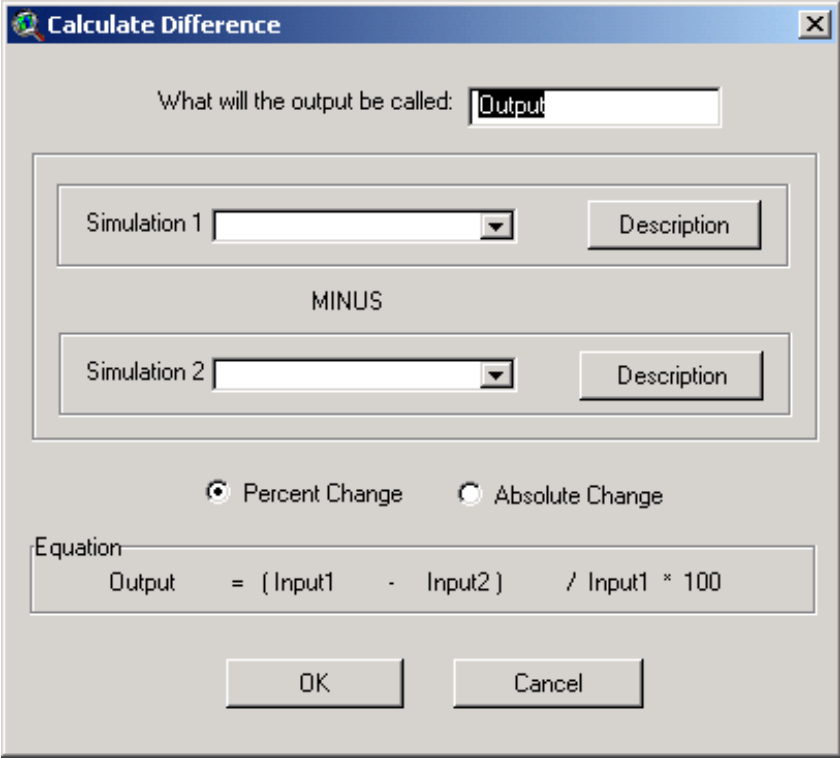 Calculate Difference
What will the output be called: Output
Simulation 1 Description
MINUS
Simulation 2 Description
Percent Change Absolute Change
Equation
Output = ( Input1 - Input2 ) / Input1 * 100
OK Cancel